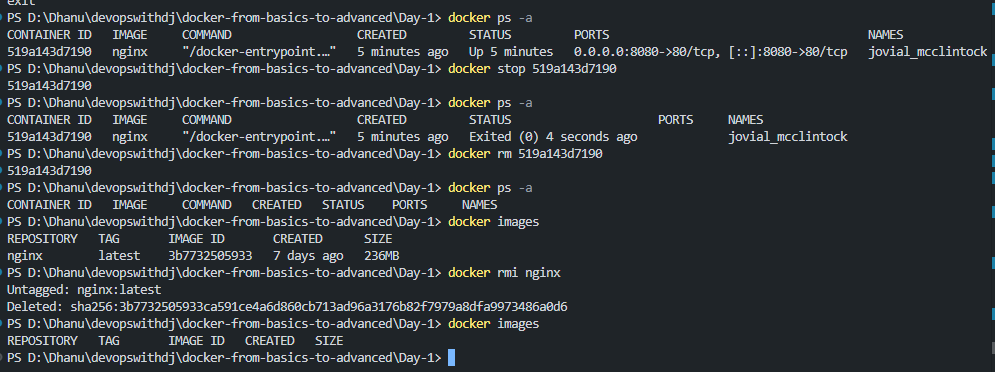 exit
PS D:\Dhanu\devopswithdj\docker-from-basics-to-advanced\Day-1> docker ps -a
CONTAINER ID   IMAGE     COMMAND                  CREATED         STATUS         PORTS                                     NAMES
519a143d7190   nginx     "/docker-entrypoint.…"   5 minutes ago   Up 5 minutes   0.0.0.0:8080->80/tcp, [::]:8080->80/tcp   jovial_mcclintock
PS D:\Dhanu\devopswithdj\docker-from-basics-to-advanced\Day-1> docker stop 519a143d7190
519a143d7190
PS D:\Dhanu\devopswithdj\docker-from-basics-to-advanced\Day-1> docker ps -a
CONTAINER ID   IMAGE     COMMAND                  CREATED         STATUS                     PORTS     NAMES
519a143d7190   nginx     "/docker-entrypoint.…"   5 minutes ago   Exited (0) 4 seconds ago             jovial_mcclintock
PS D:\Dhanu\devopswithdj\docker-from-basics-to-advanced\Day-1> docker rm 519a143d7190
519a143d7190
PS D:\Dhanu\devopswithdj\docker-from-basics-to-advanced\Day-1> docker ps -a
CONTAINER ID   IMAGE     COMMAND   CREATED   STATUS    PORTS     NAMES
PS D:\Dhanu\devopswithdj\docker-from-basics-to-advanced\Day-1> docker images
REPOSITORY   TAG       IMAGE ID       CREATED      SIZE
nginx        latest    3b7732505933   7 days ago   236MB
PS D:\Dhanu\devopswithdj\docker-from-basics-to-advanced\Day-1> docker rmi nginx
Untagged: nginx:latest
Deleted: sha256:3b7732505933ca591ce4a6d860cb713ad96a3176b82f7979a8dfa9973486a0d6
PS D:\Dhanu\devopswithdj\docker-from-basics-to-advanced\Day-1> docker images
REPOSITORY   TAG       IMAGE ID   CREATED   SIZE
PS D:\Dhanu\devopswithdj\docker-from-basics-to-advanced\Day-1>